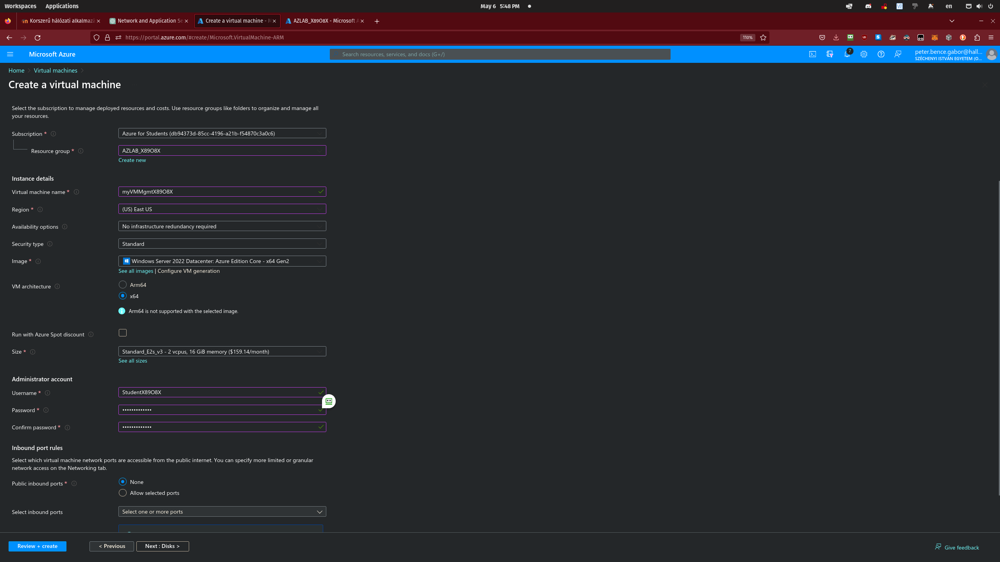 Workspaces Applications May 6 5:48 PM en
Korszerű hálózati alkalmazá Network and Application Se Create a virtual machine - M AZLAB_X89O8X - Microsoft A
https://portal.azure.com/#create/Microsoft.VirtualMachine-ARM 110%
Microsoft Azure Search resources, services, and docs (G+/) 7 peter.bence.gabor@hall...
SZÉCHENYI ISTVÁN EGYETEM (O...
Home > Virtual machines >
Create a virtual machine
Select the subscription to manage deployed resources and costs. Use resource groups like folders to organize and manage all
your resources.
Subscription * Azure for Students (db94373d-85cc-4196-a21b-f54870c3a0c6)
Resource group * AZLAB_X89O8X
Create new
Instance details
Virtual machine name * myVMMgmtX89O8X
Region * (US) East US
Availability options No infrastructure redundancy required
Security type Standard
Image * Windows Server 2022 Datacenter: Azure Edition Core - x64 Gen2
See all images | Configure VM generation
VM architecture Arm64
x64
Arm64 is not supported with the selected image.
Run with Azure Spot discount
Size * Standard_E2s_v3 - 2 vcpus, 16 GiB memory ($159.14/month)
See all sizes
Administrator account
Username * StudentX89O8X
Password * •••••••••••••
Confirm password * •••••••••••••
Inbound port rules
Select which virtual machine network ports are accessible from the public internet. You can specify more limited or granular
network access on the Networking tab.
Public inbound ports * None
Allow selected ports
Select inbound ports Select one or more ports
Review + create < Previous Next : Disks > Give feedback